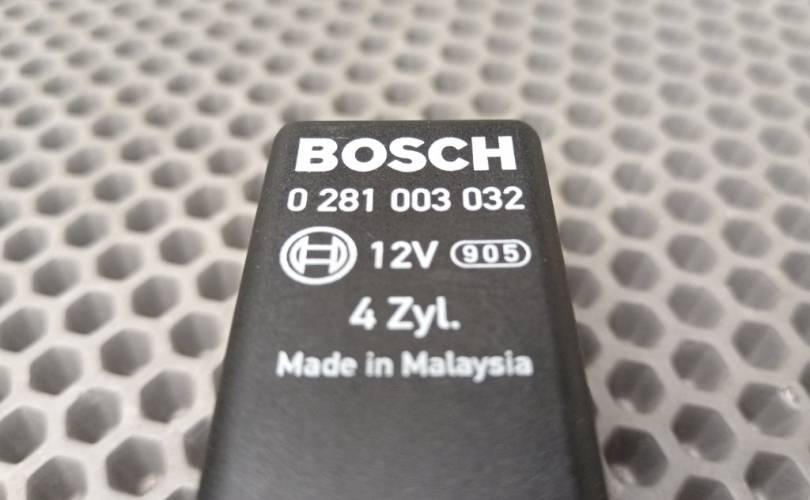 BOSCH
0 281 003 032
12V 905
4 Zyl.
Made in Malaysia